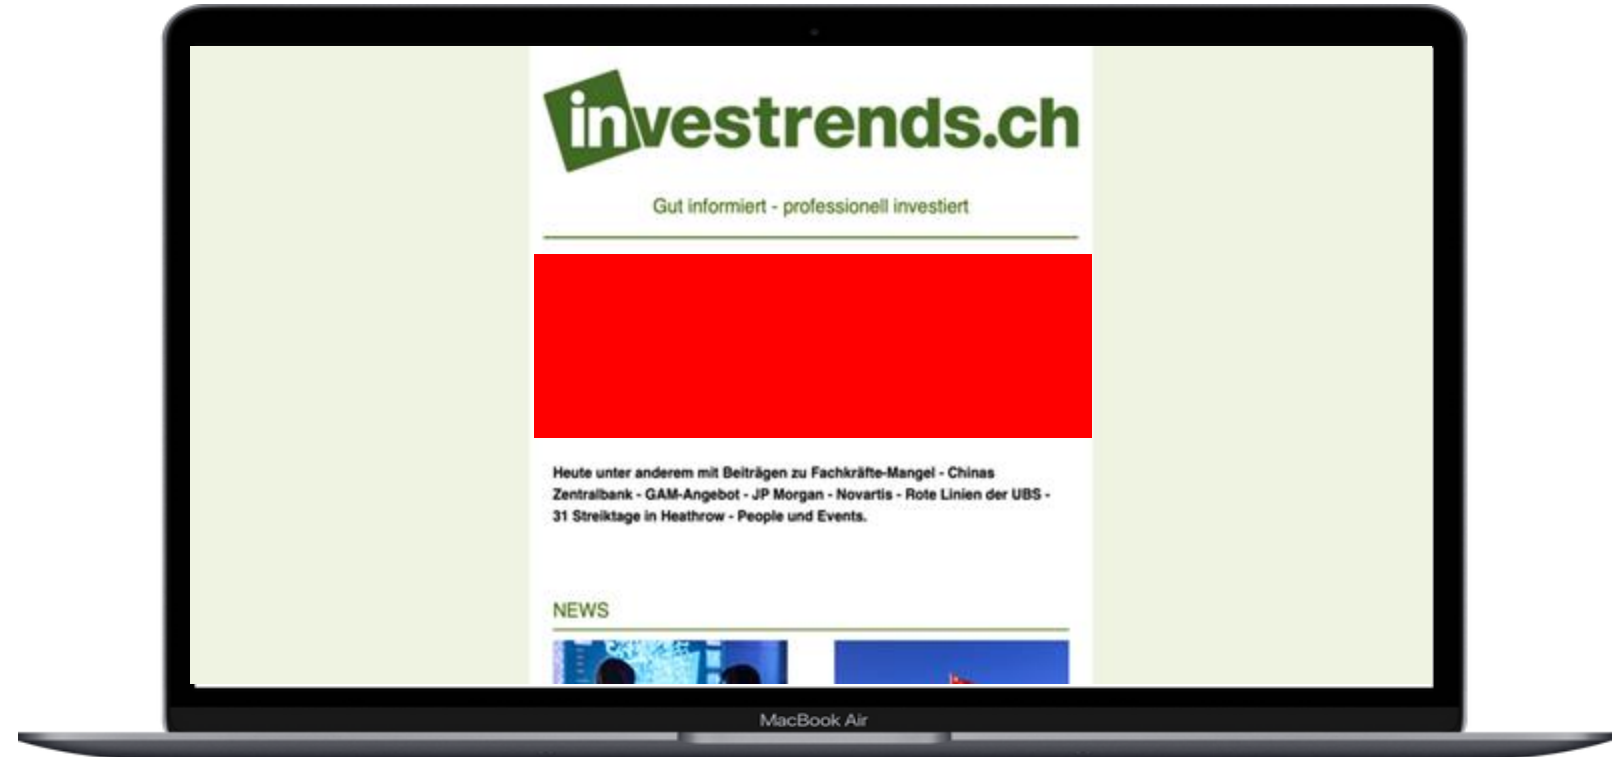 investrends.ch
Gut informiert - professionell investiert
Heute unter anderem mit Beiträgen zu Fachkräfte-Mangel - Chinas
Zentralbank - GAM-Angebot - JP Morgan - Novartis - Rote Linien der UBS -
31 Streiktage in Heathrow - People und Events.
NEWS
MacBook Air